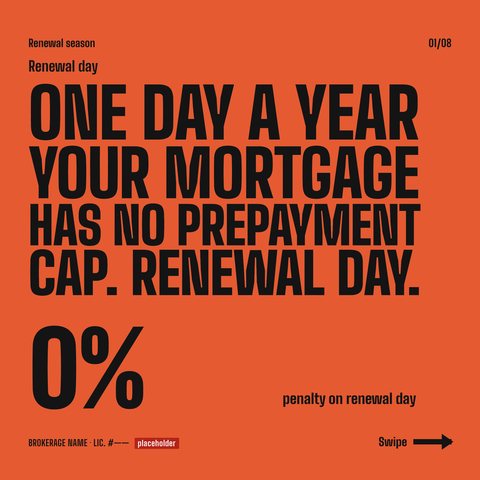 Renewal season
01/08
Renewal day
ONE DAY A YEAR
YOUR MORTGAGE
HAS NO PREPAYMENT
CAP. RENEWAL DAY.
0%
penalty on renewal day
BROKERAGE NAME · LIC. #—— placeholder
Swipe